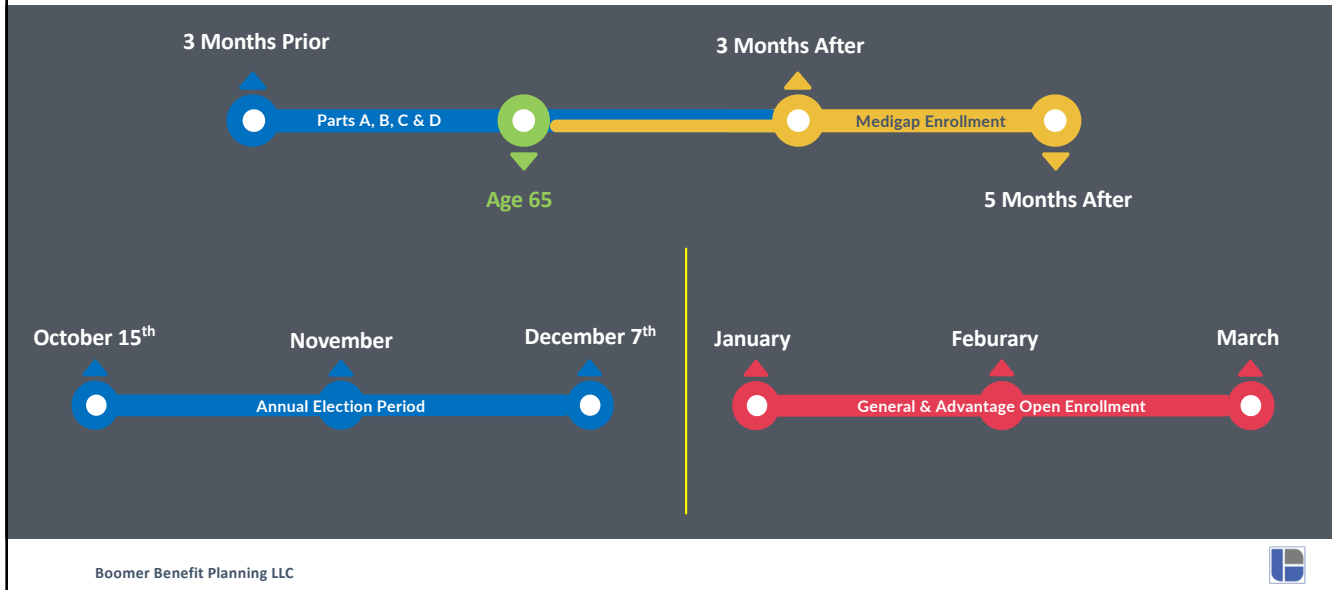 3 Months Prior
3 Months After
Parts A, B, C & D
Medigap Enrollment
Age 65
5 Months After
October 15th
November
December 7th
Annual Election Period
January
Feburary
March
General & Advantage Open Enrollment
Boomer Benefit Planning LLC